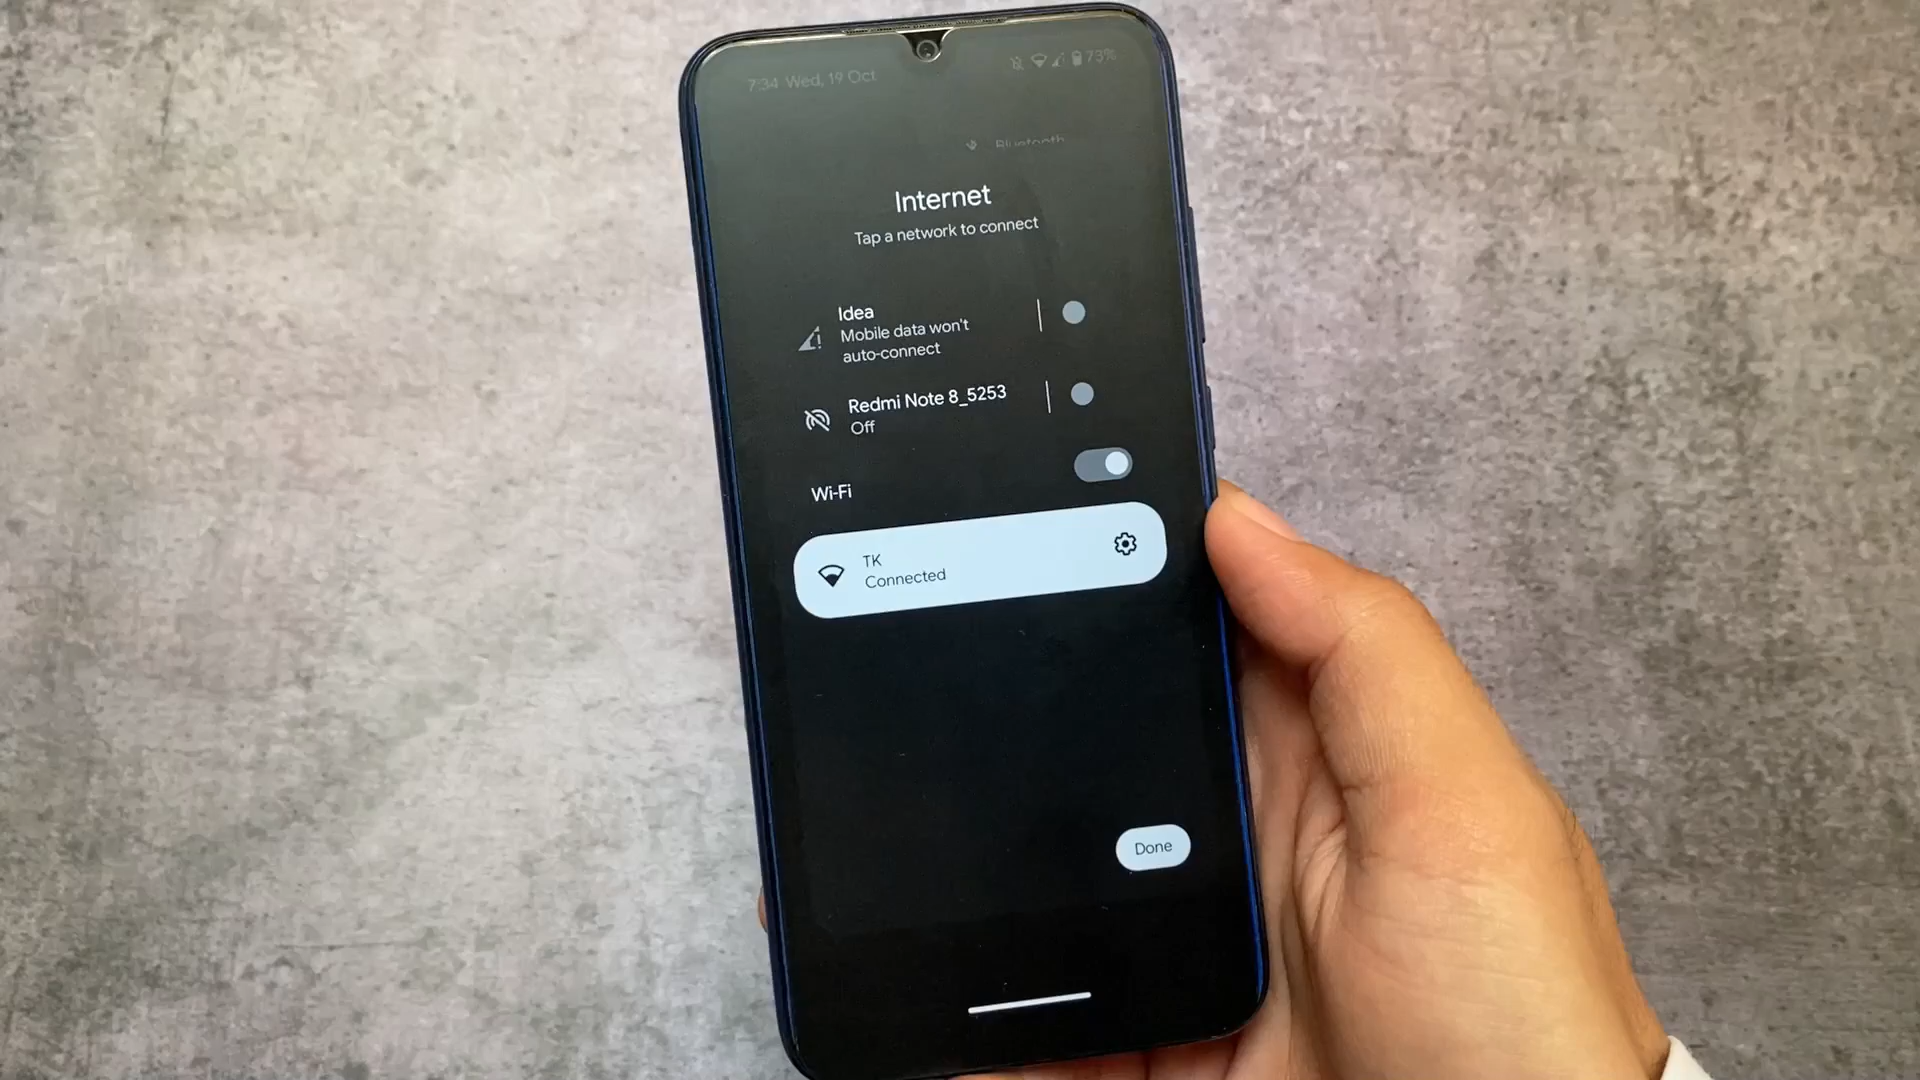 7:34 Wed, 19 Oct
73%
Bluetooth
Internet
Tap a network to connect
Idea
Mobile data won't
auto-connect
Redmi Note 8_5253
Off
Wi-Fi
TK
Connected
Done